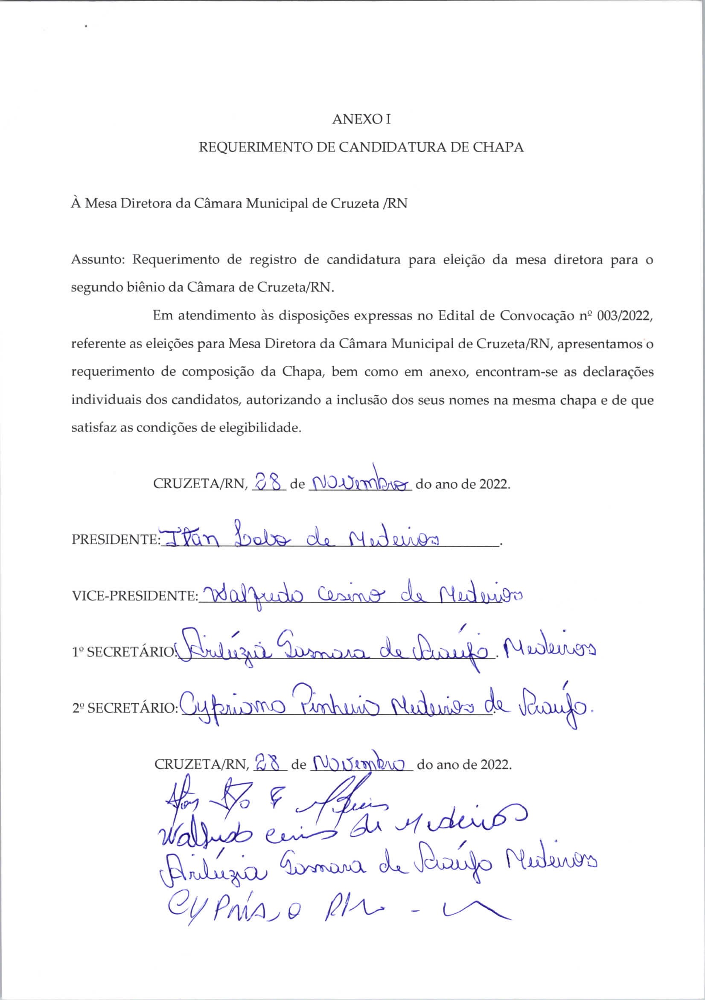 ANEXO I
REQUERIMENTO DE CANDIDATURA DE CHAPA
À Mesa Diretora da Câmara Municipal de Cruzeta /RN
Assunto: Requerimento de registro de candidatura para eleição da mesa diretora para o
segundo biênio da Câmara de Cruzeta/RN.
Em atendimento às disposições expressas no Edital de Convocação nº 003/2022,
referente as eleições para Mesa Diretora da Câmara Municipal de Cruzeta/RN, apresentamos o
requerimento de composição da Chapa, bem como em anexo, encontram-se as declarações
individuais dos candidatos, autorizando a inclusão dos seus nomes na mesma chapa e de que
satisfaz as condições de elegibilidade.
CRUZETA/RN, 28 de Novembro do ano de 2022.
PRESIDENTE: Itan Lobo de Medeiros.
VICE-PRESIDENTE: Walfredo Cesino de Medeiros
1º SECRETÁRIO: Arilúzia Gosmara de Araújo. Medeiros
2º SECRETÁRIO: Cypriano Pinheiro Medeiros de Araújo.
CRUZETA/RN, 28 de Novembro do ano de 2022.
Walfredo de Medeiros
Arilúzia Gosmara de Araújo Medeiros